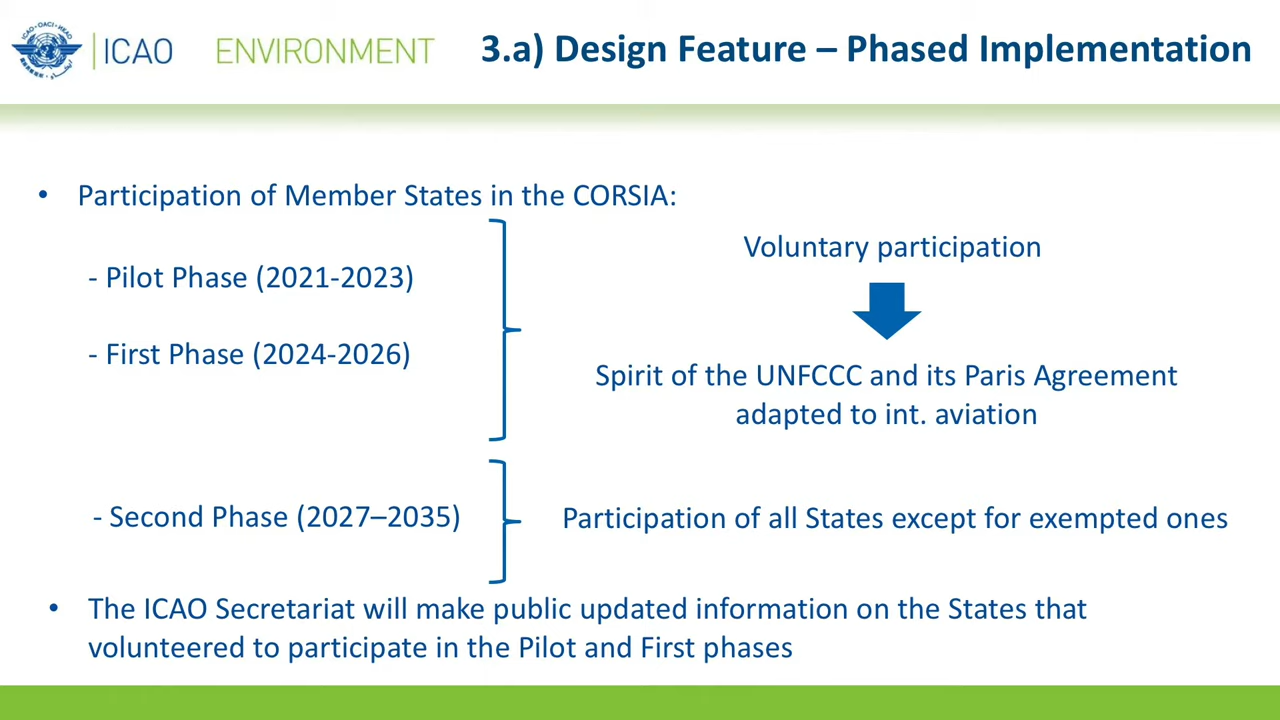 ICAO ENVIRONMENT
3.a) Design Feature – Phased Implementation
• Participation of Member States in the CORSIA:
- Pilot Phase (2021-2023)
- First Phase (2024-2026)
Voluntary participation
Spirit of the UNFCCC and its Paris Agreement
adapted to int. aviation
- Second Phase (2027–2035)
Participation of all States except for exempted ones
• The ICAO Secretariat will make public updated information on the States that
volunteered to participate in the Pilot and First phases